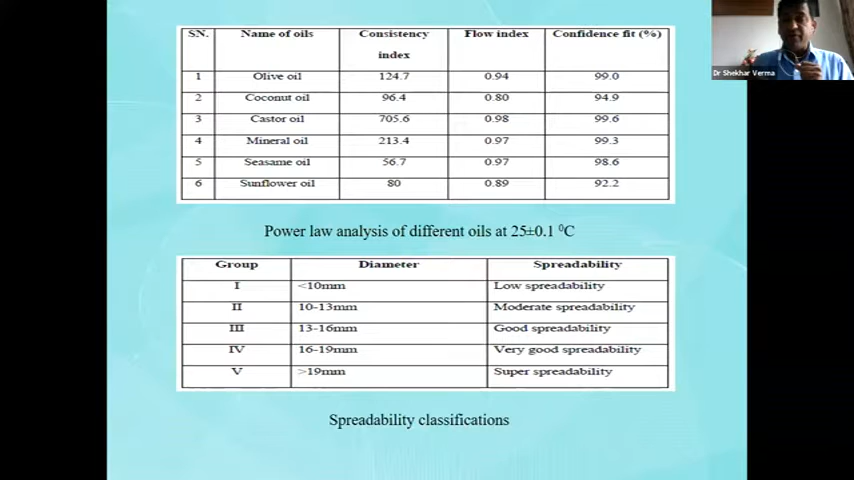 SN. Name of oils Consistency index Flow index Confidence fit (%)
1 Olive oil 124.7 0.94 99.0
2 Coconut oil 96.4 0.80 94.9
3 Castor oil 705.6 0.98 99.6
4 Mineral oil 213.4 0.97 99.3
5 Seasame oil 56.7 0.97 98.6
6 Sunflower oil 80 0.89 92.2
Power law analysis of different oils at 25±0.1 ⁰C
Group Diameter Spreadability
I <10mm Low spreadability
II 10-13mm Moderate spreadability
III 13-16mm Good spreadability
IV 16-19mm Very good spreadability
V >19mm Super spreadability
Spreadability classifications
Dr Shekhar Verma